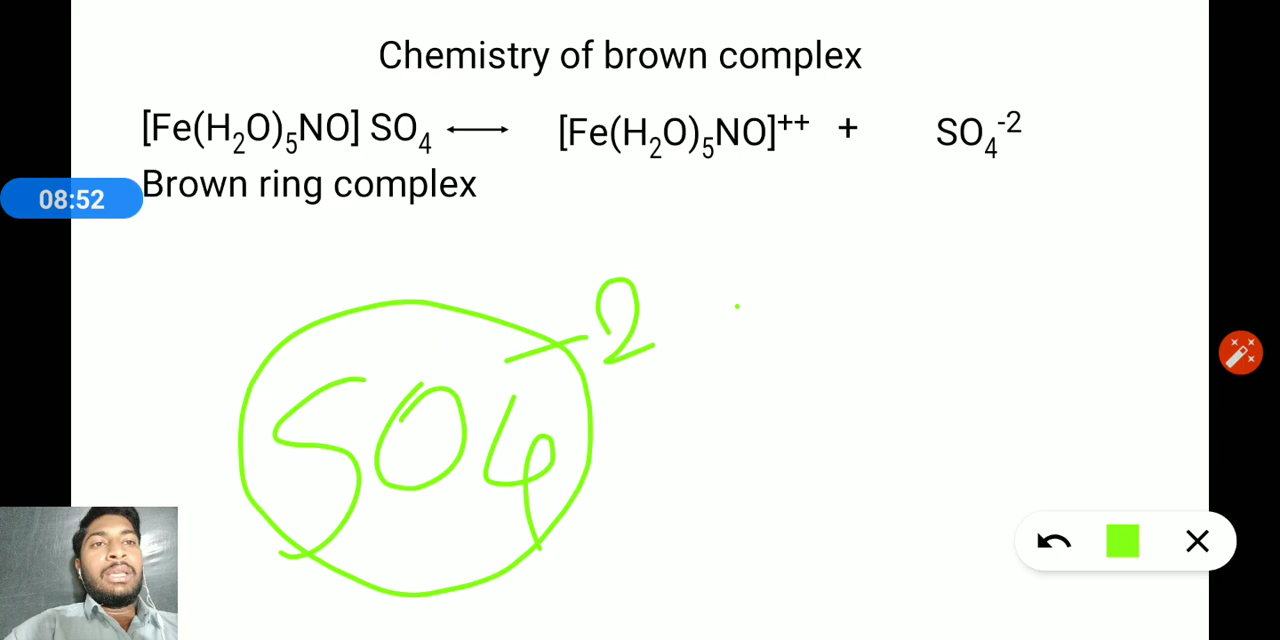 Chemistry of brown complex
[Fe(H₂O)₅NO] SO₄ ⟷ [Fe(H₂O)₅NO]⁺⁺ + SO₄⁻²
Brown ring complex
08:52
SO4⁻²